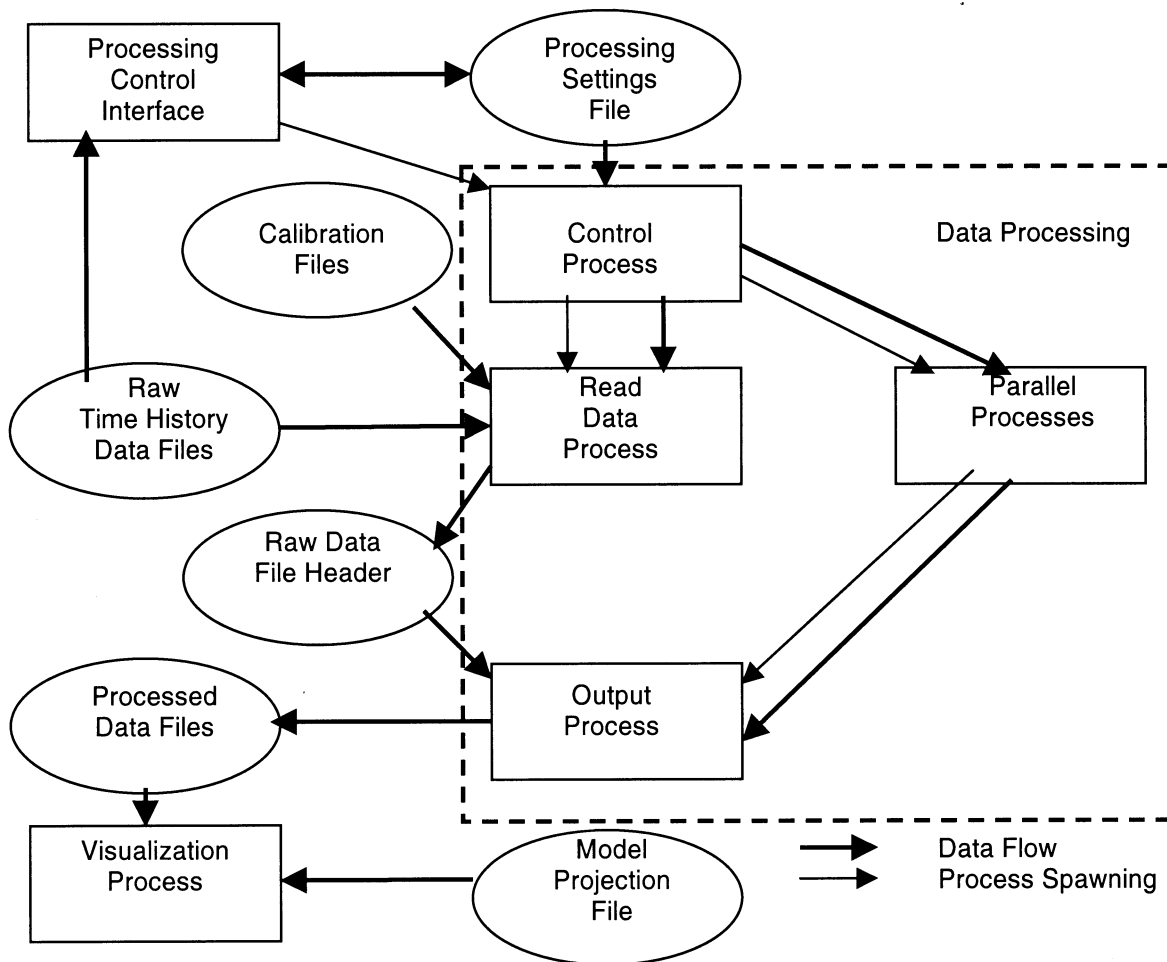 Processing
Control
Interface
Processing
Settings
File
Calibration
Files
Control
Process
Data Processing
Raw
Time History
Data Files
Read
Data
Process
Parallel
Processes
Raw Data
File Header
Processed
Data Files
Output
Process
Visualization
Process
Model
Projection
File
Data Flow
Process Spawning